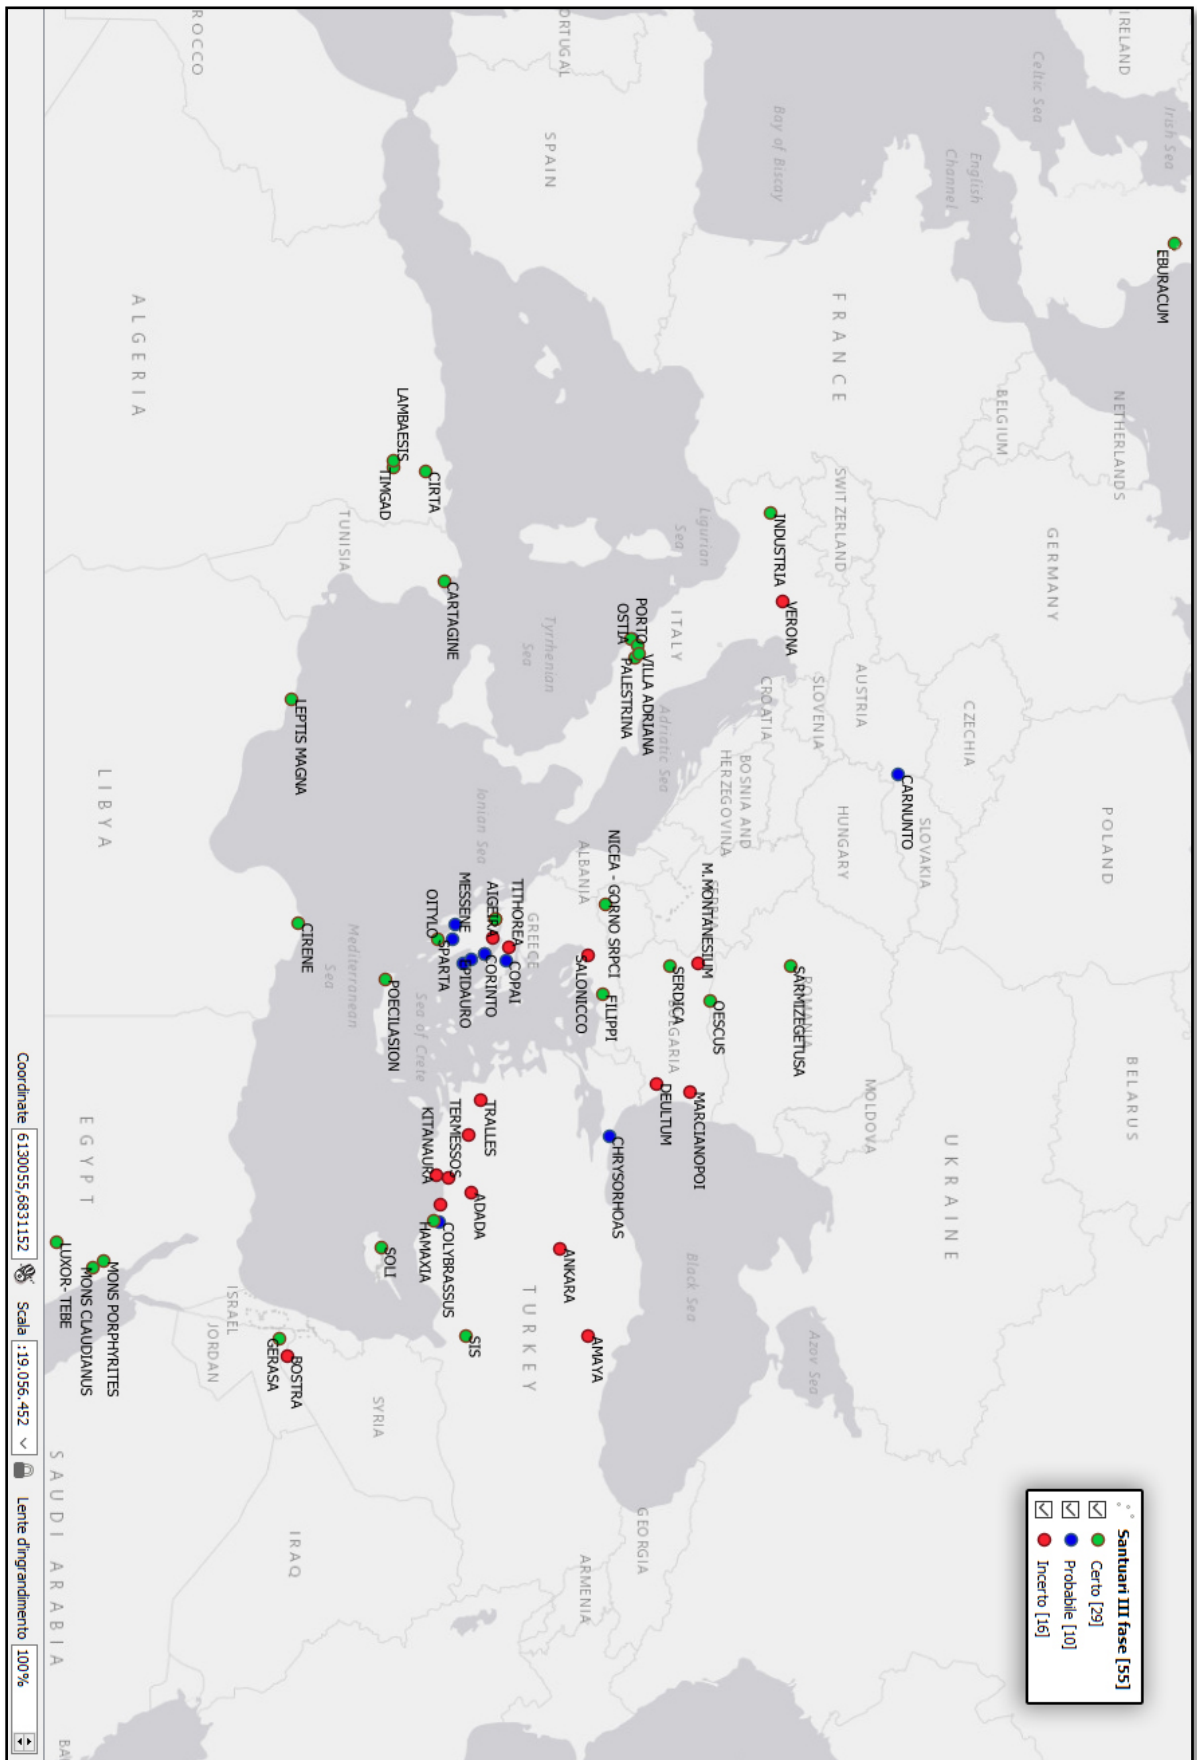 IRELAND
Irish Sea
Celtic Sea
English
Channel
Bay of Biscay
ORTUGAL
SPAIN
ROCCO
EBURACUM
NETHERLANDS
BELGIUM
GERMANY
FRANCE
SWITZERLAND
Ligurian
Sea
INDUSTRIA
VERONA
ALGERIA
LAMBAESIS
TIMGAD
CIRTA
TUNISIA
CARTAGINE
LEPTIS MAGNA
LIBYA
Tyrrhenian
Sea
ITALY
PORTO
OSTIA
VILLA ADRIANA
PALESTRINA
Adriatic Sea
CROATIA
SLOVENIA
AUSTRIA
CZECHIA
POLAND
SLOVAKIA
CARNUNTO
HUNGARY
BOSNIA AND
HERZEGOVINA
SERBIA
M.MONTANESIUM
ALBANIA
NICEA - GORNO SRPCI
Ionian Sea
GREECE
TITHOREA
AIGEIRA
MESSENE
OTTYLO
SPARTA
EPIDAURO
CORINTO
COPAI
SALONICCO
FILIPPI
SERDICA
BULGARIA
OESCUS
ROMANIA
SARMIZEGETUSA
CIRENE
Mediterranean
Sea
POECILASION
Sea of Crete
BELARUS
MOLDOVA
UKRAINE
DEULTUM
MARCIANOPOI
CHRYSORHOAS
Black Sea
Azov Sea
TRALLES
TERMESSOS
KITANAURA
ADADA
COLYBRASSUS
HAMAXIA
ANKARA
AMAYA
TURKEY
SOLI
SIS
EGYPT
LUXOR- TEBE
MONS PORPHYRITES
MONS CLAUDIANUS
ISRAEL
JORDAN
GERASA
BOSTRA
SYRIA
IRAQ
SAUDI ARABIA
GEORGIA
ARMENIA
BA
Santuari III fase [55]
Certo [29]
Probabile [10]
Incerto [16]
Coordinate 6130055,6831152 Scala :19.056.452 Lente d'ingrandimento 100%